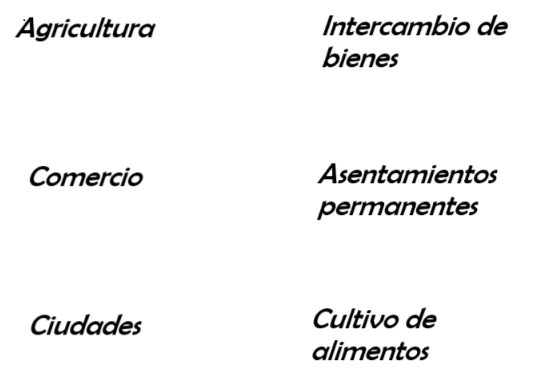 Agricultura
Intercambio de
bienes
Comercio
Asentamientos
permanentes
Ciudades
Cultivo de
alimentos